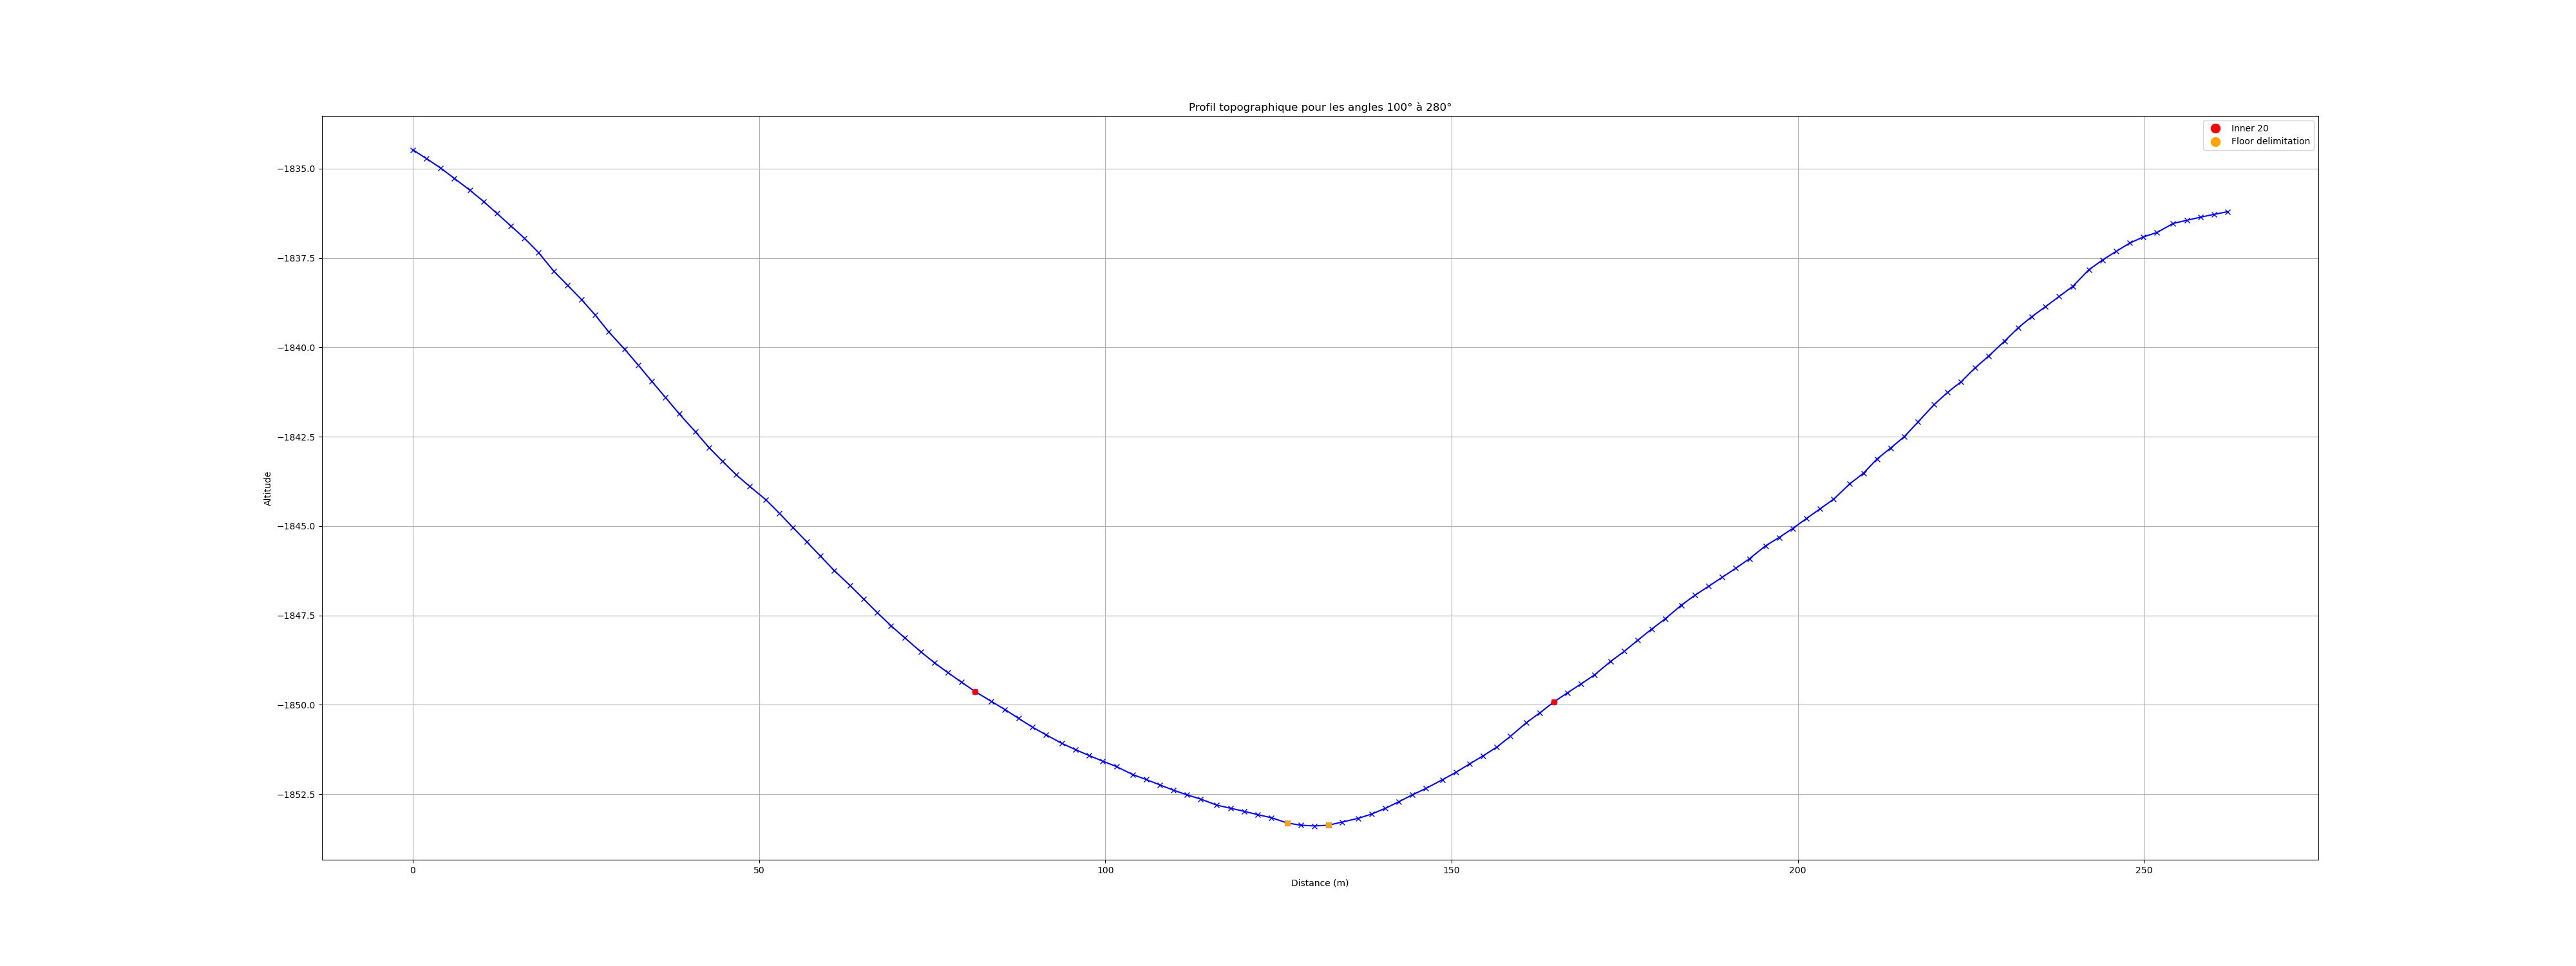 Profil topographique pour les angles 100° à 280°
Inner 20
Floor delimitation
Altitude
−1835.0
−1837.5
−1840.0
−1842.5
−1845.0
−1847.5
−1850.0
−1852.5
0 50 100 150 200 250
Distance (m)